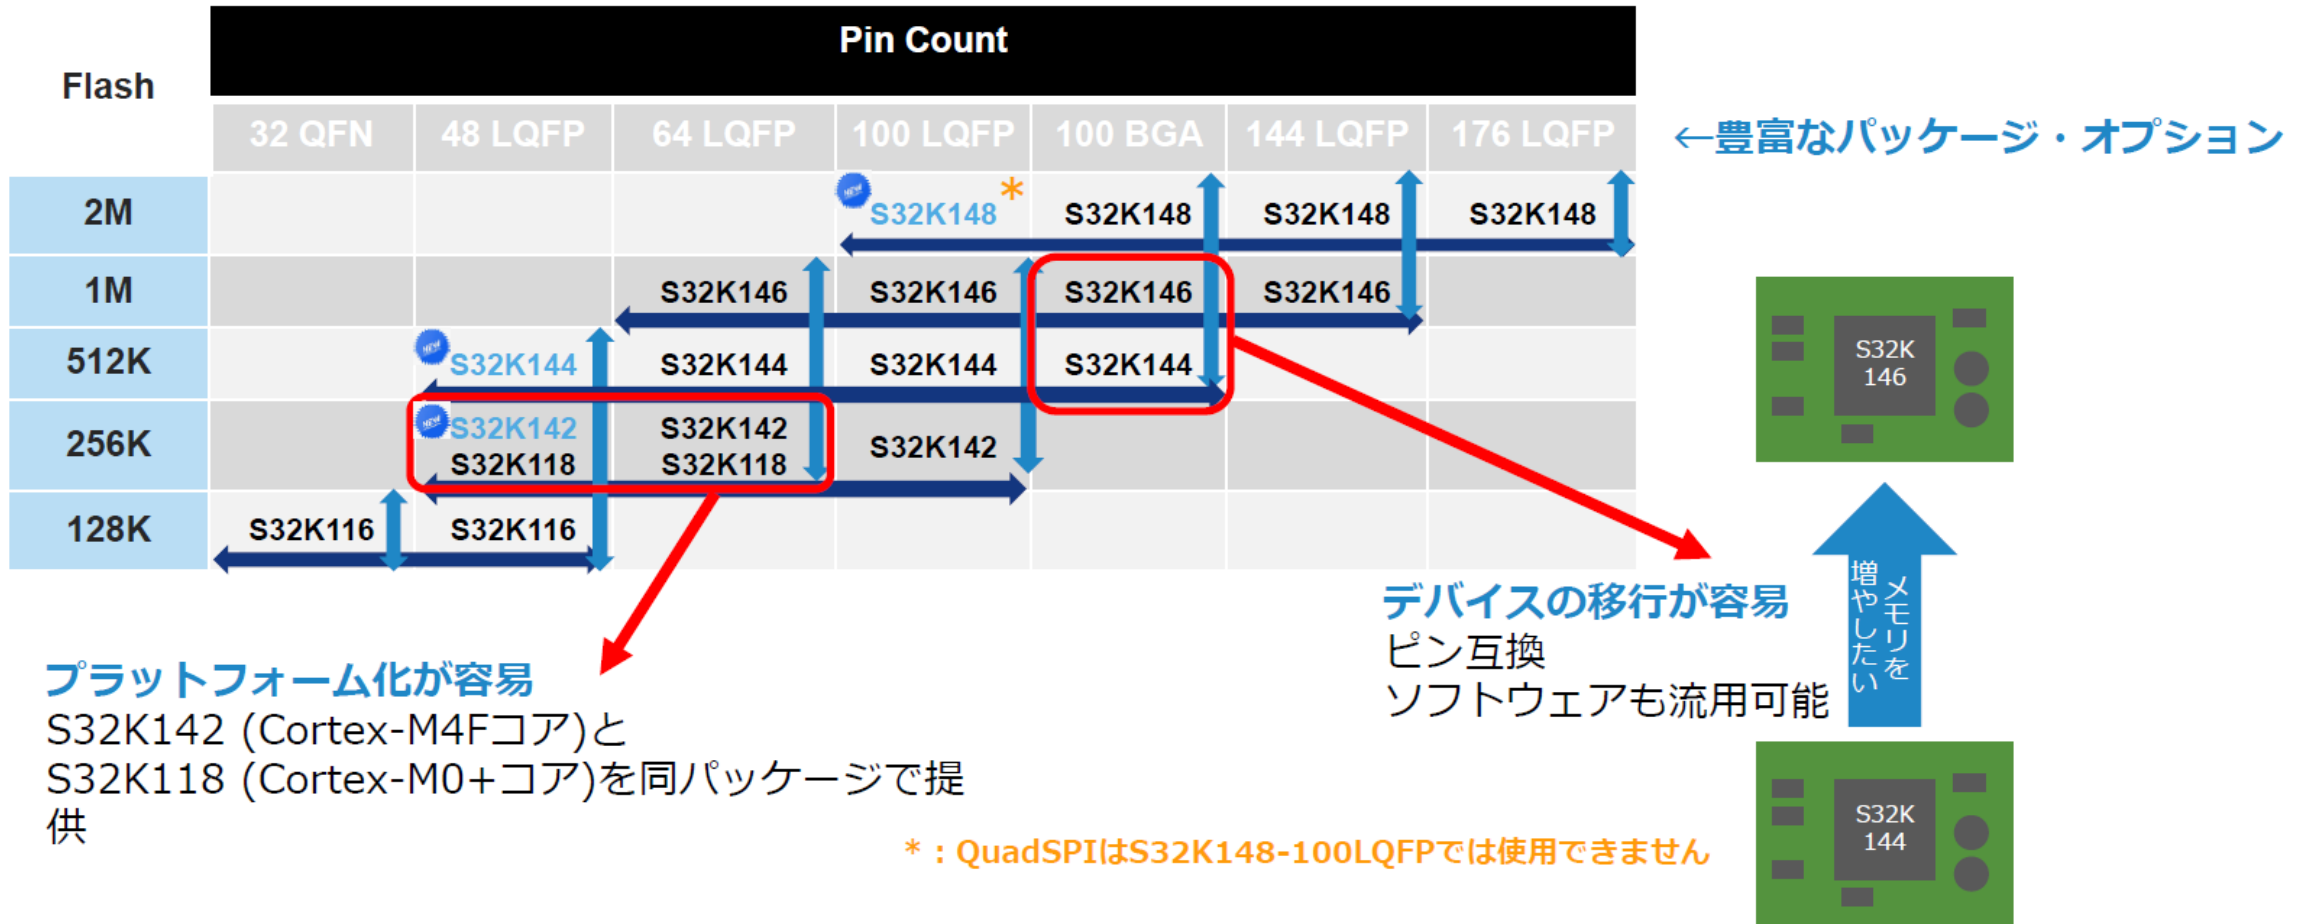 Pin Count
Flash
32 QFN 48 LQFP 64 LQFP 100 LQFP 100 BGA 144 LQFP 176 LQFP
←豊富なパッケージ・オプション
2M NEW S32K148 * S32K148 S32K148 S32K148
1M S32K146 S32K146 S32K146 S32K146
512K NEW S32K144 S32K144 S32K144 S32K144
256K NEW S32K142 S32K142 S32K142
S32K118 S32K118
128K S32K116 S32K116
S32K
146
メモリを
増やしたい
デバイスの移行が容易
ピン互換
ソフトウェアも流用可能
プラットフォーム化が容易
S32K142 (Cortex-M4Fコア)と
S32K118 (Cortex-M0+コア)を同パッケージで提
供
S32K
144
*：QuadSPIはS32K148-100LQFPでは使用できません